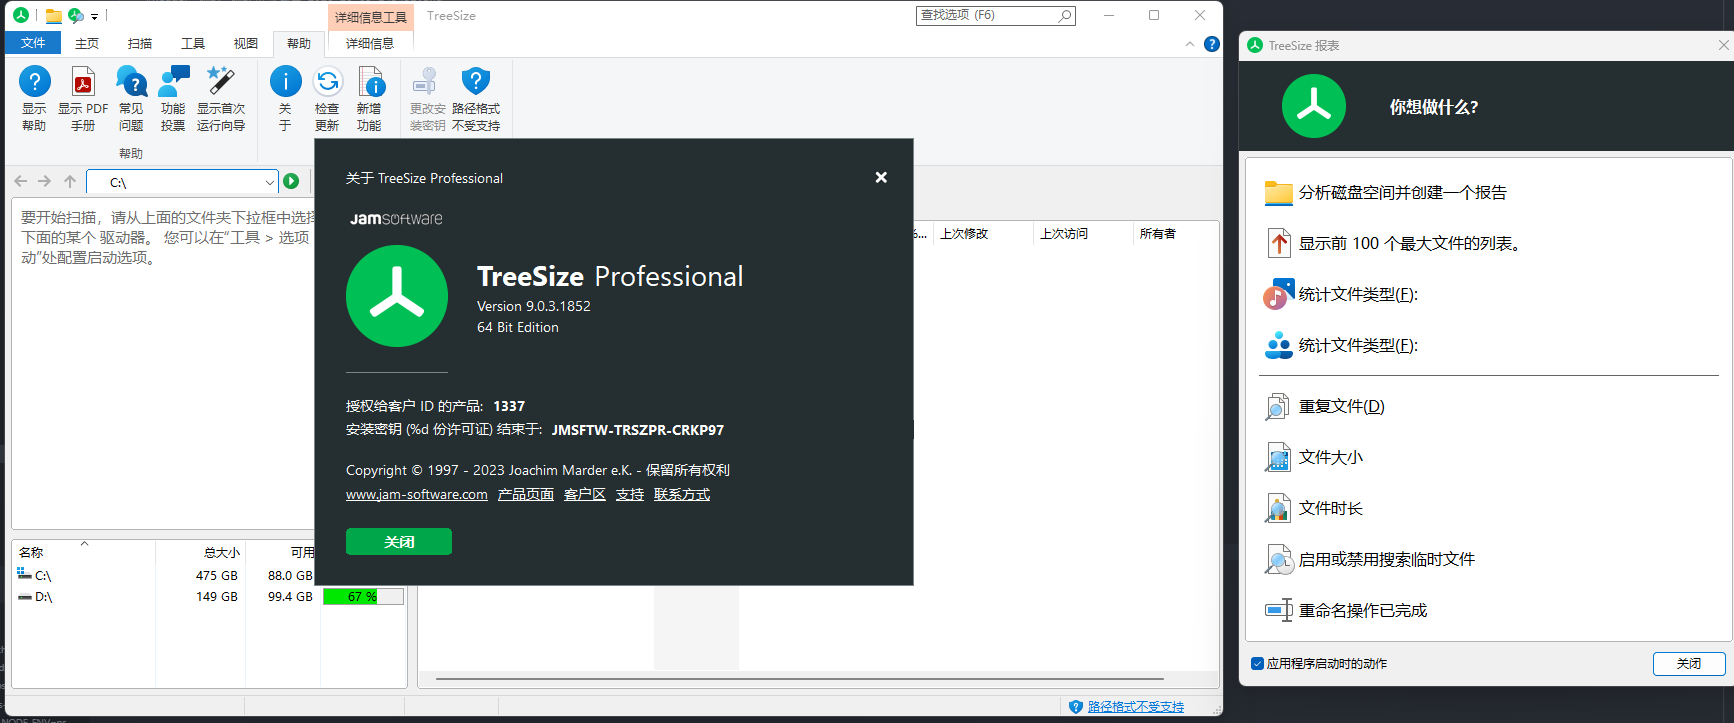 详细信息工具
TreeSize
查找选项 (F6)
文件
主页
扫描
工具
视图
帮助
详细信息
显示
帮助
显示 PDF
手册
常见
问题
功能
投票
显示首次
运行向导
关
于
检查
更新
新增
功能
更改安
装密钥
路径格式
不受支持
帮助
C:\
要开始扫描，请从上面的文件夹下拉框中选择
下面的某个 驱动器。 您可以在“工具 > 选项
动”处配置启动选项。
%...
上次修改
上次访问
所有者
名称
总大小
可用
C:\
475 GB
88.0 GB
D:\
149 GB
99.4 GB
67 %
路径格式不受支持
关于 TreeSize Professional
JAMSOFTWARE
TreeSize Professional
Version 9.0.3.1852
64 Bit Edition
授权给客户 ID 的产品: 1337
安装密钥 (%d 份许可证) 结束于: JMSFTW-TRSZPR-CRKP97
Copyright © 1997 - 2023 Joachim Marder e.K. - 保留所有权利
www.jam-software.com 产品页面 客户区 支持 联系方式
关闭
TreeSize 报表
你想做什么?
分析磁盘空间并创建一个报告
显示前 100 个最大文件的列表。
统计文件类型(F):
统计文件类型(F):
重复文件(D)
文件大小
文件时长
启用或禁用搜索临时文件
重命名操作已完成
应用程序启动时的动作
关闭